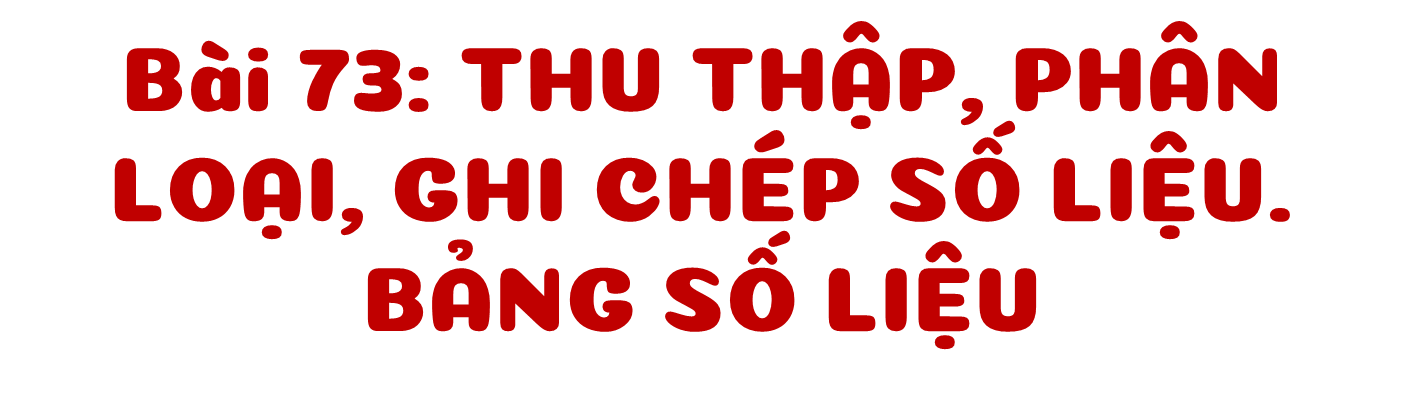 Bài 73: THU THẬP, PHÂN
LOẠI, GHI CHÉP SỐ LIỆU.
BẢNG SỐ LIỆU